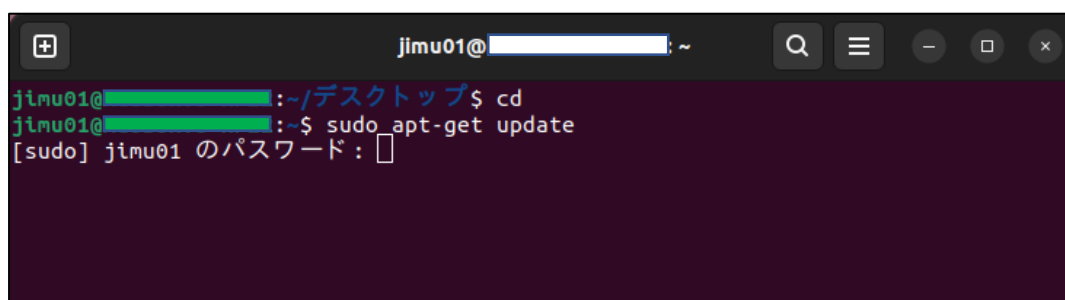 jimu01@ : ~
jimu01@ :~/デスクトップ$ cd
jimu01@ :~$ sudo apt-get update
[sudo] jimu01 のパスワード: